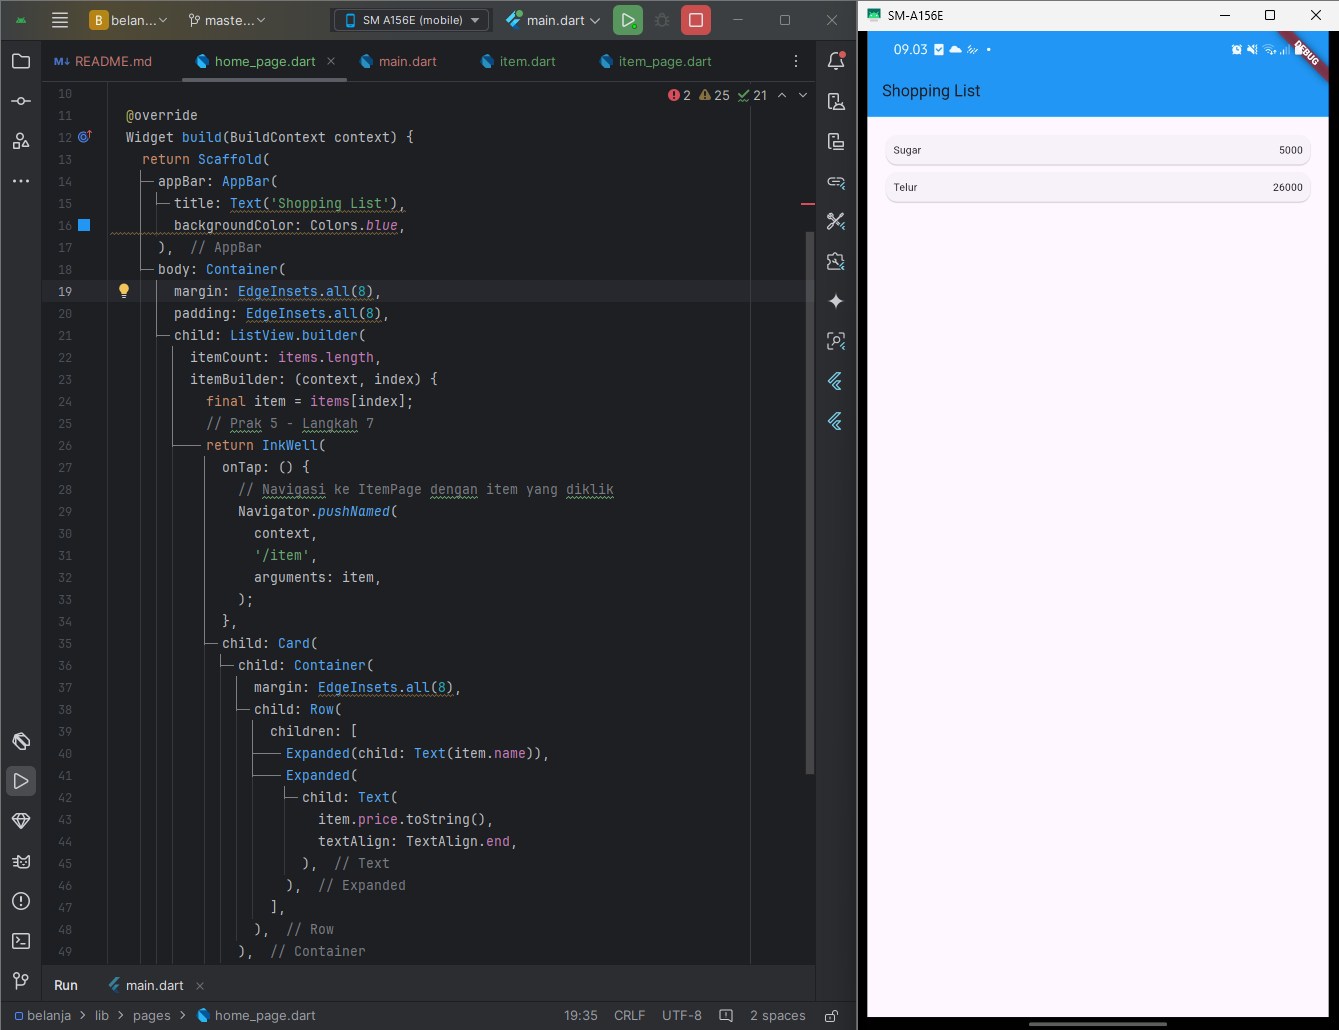 B belan...
maste...
SM A156E (mobile)
main.dart
M↓ README.md
home_page.dart
main.dart
item.dart
item_page.dart
2 25 21
10
11 @override
12 Widget build(BuildContext context) {
13 return Scaffold(
14 appBar: AppBar(
15 title: Text('Shopping List'),
16 backgroundColor: Colors.blue,
17 ), // AppBar
18 body: Container(
19 margin: EdgeInsets.all(8),
20 padding: EdgeInsets.all(8),
21 child: ListView.builder(
22 itemCount: items.length,
23 itemBuilder: (context, index) {
24 final item = items[index];
25 // Prak 5 - Langkah 7
26 return InkWell(
27 onTap: () {
28 // Navigasi ke ItemPage dengan item yang diklik
29 Navigator.pushNamed(
30 context,
31 '/item',
32 arguments: item,
33 );
34 },
35 child: Card(
36 child: Container(
37 margin: EdgeInsets.all(8),
38 child: Row(
39 children: [
40 Expanded(child: Text(item.name)),
41 Expanded(
42 child: Text(
43 item.price.toString(),
44 textAlign: TextAlign.end,
45 ), // Text
46 ), // Expanded
47 ],
48 ), // Row
49 ), // Container
Run main.dart
belanja > lib > pages > home_page.dart
19:35 CRLF UTF-8 2 spaces
SM-A156E
09.03
DEBUG
Shopping List
Sugar 5000
Telur 26000